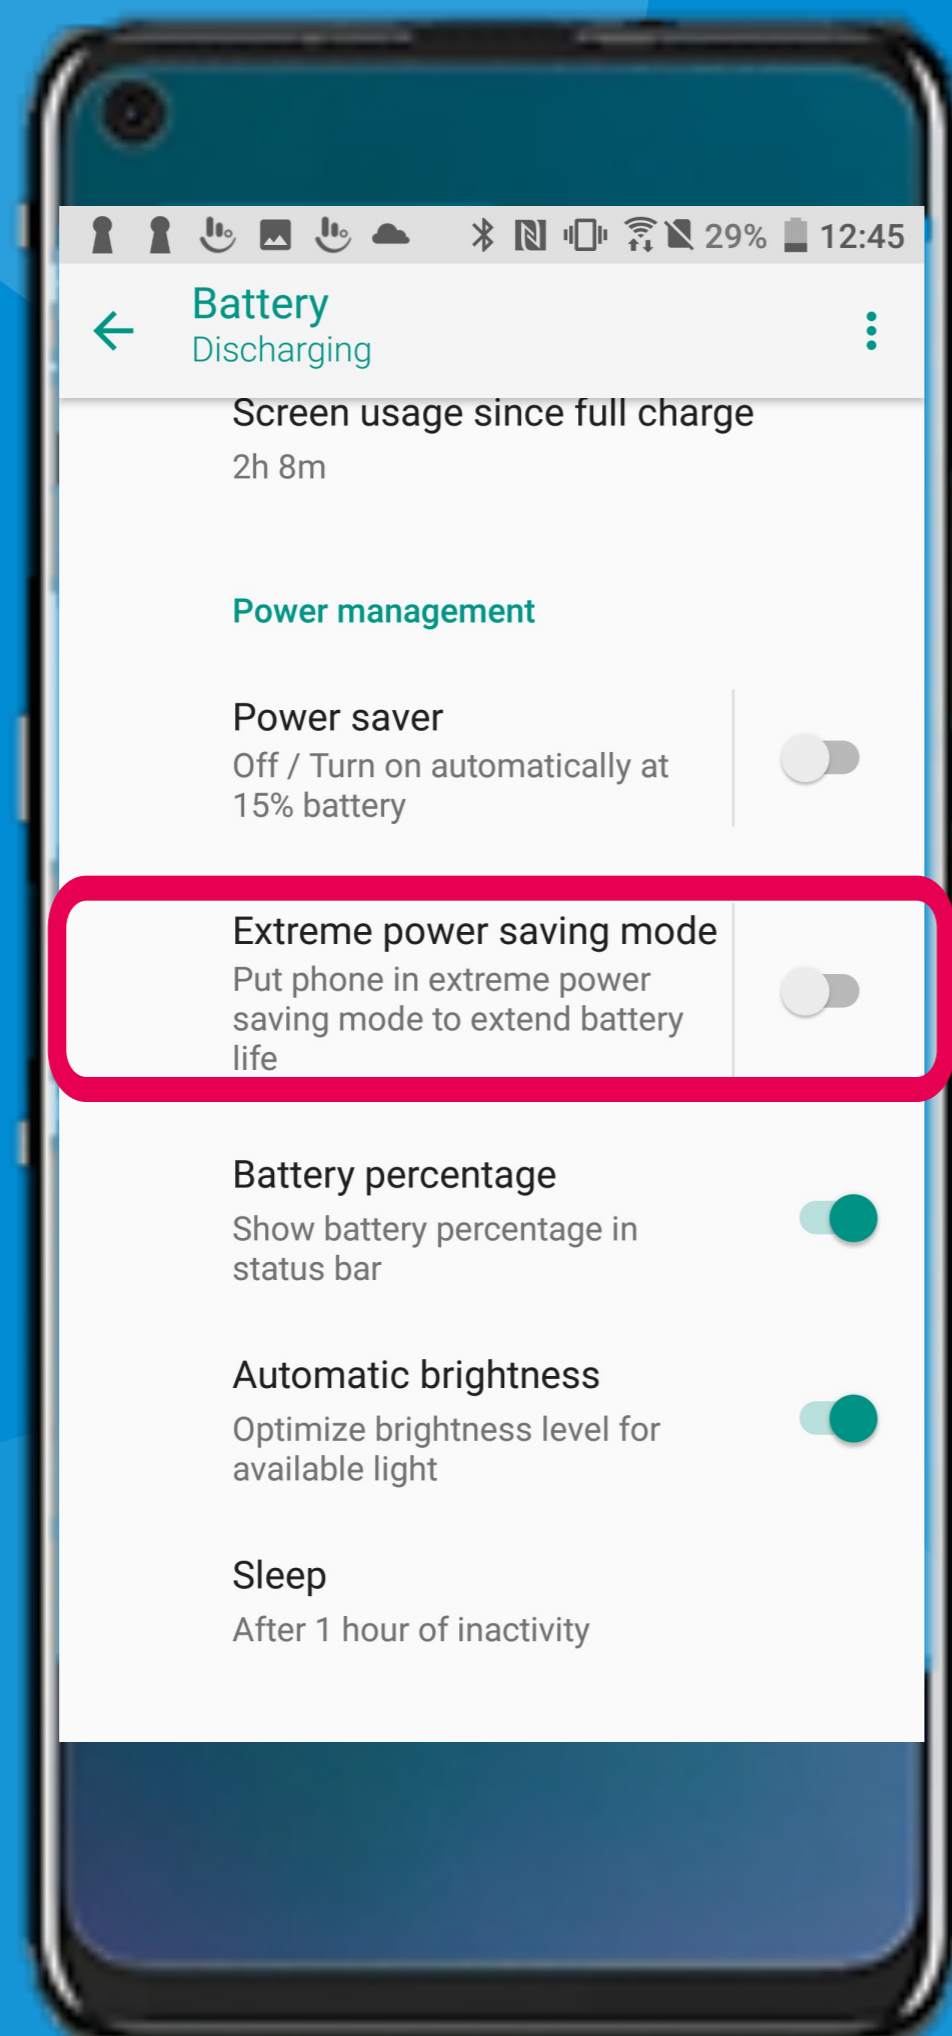 29% 12:45
Battery
Discharging
Screen usage since full charge
2h 8m
Power management
Power saver
Off / Turn on automatically at
15% battery
Extreme power saving mode
Put phone in extreme power
saving mode to extend battery
life
Battery percentage
Show battery percentage in
status bar
Automatic brightness
Optimize brightness level for
available light
Sleep
After 1 hour of inactivity